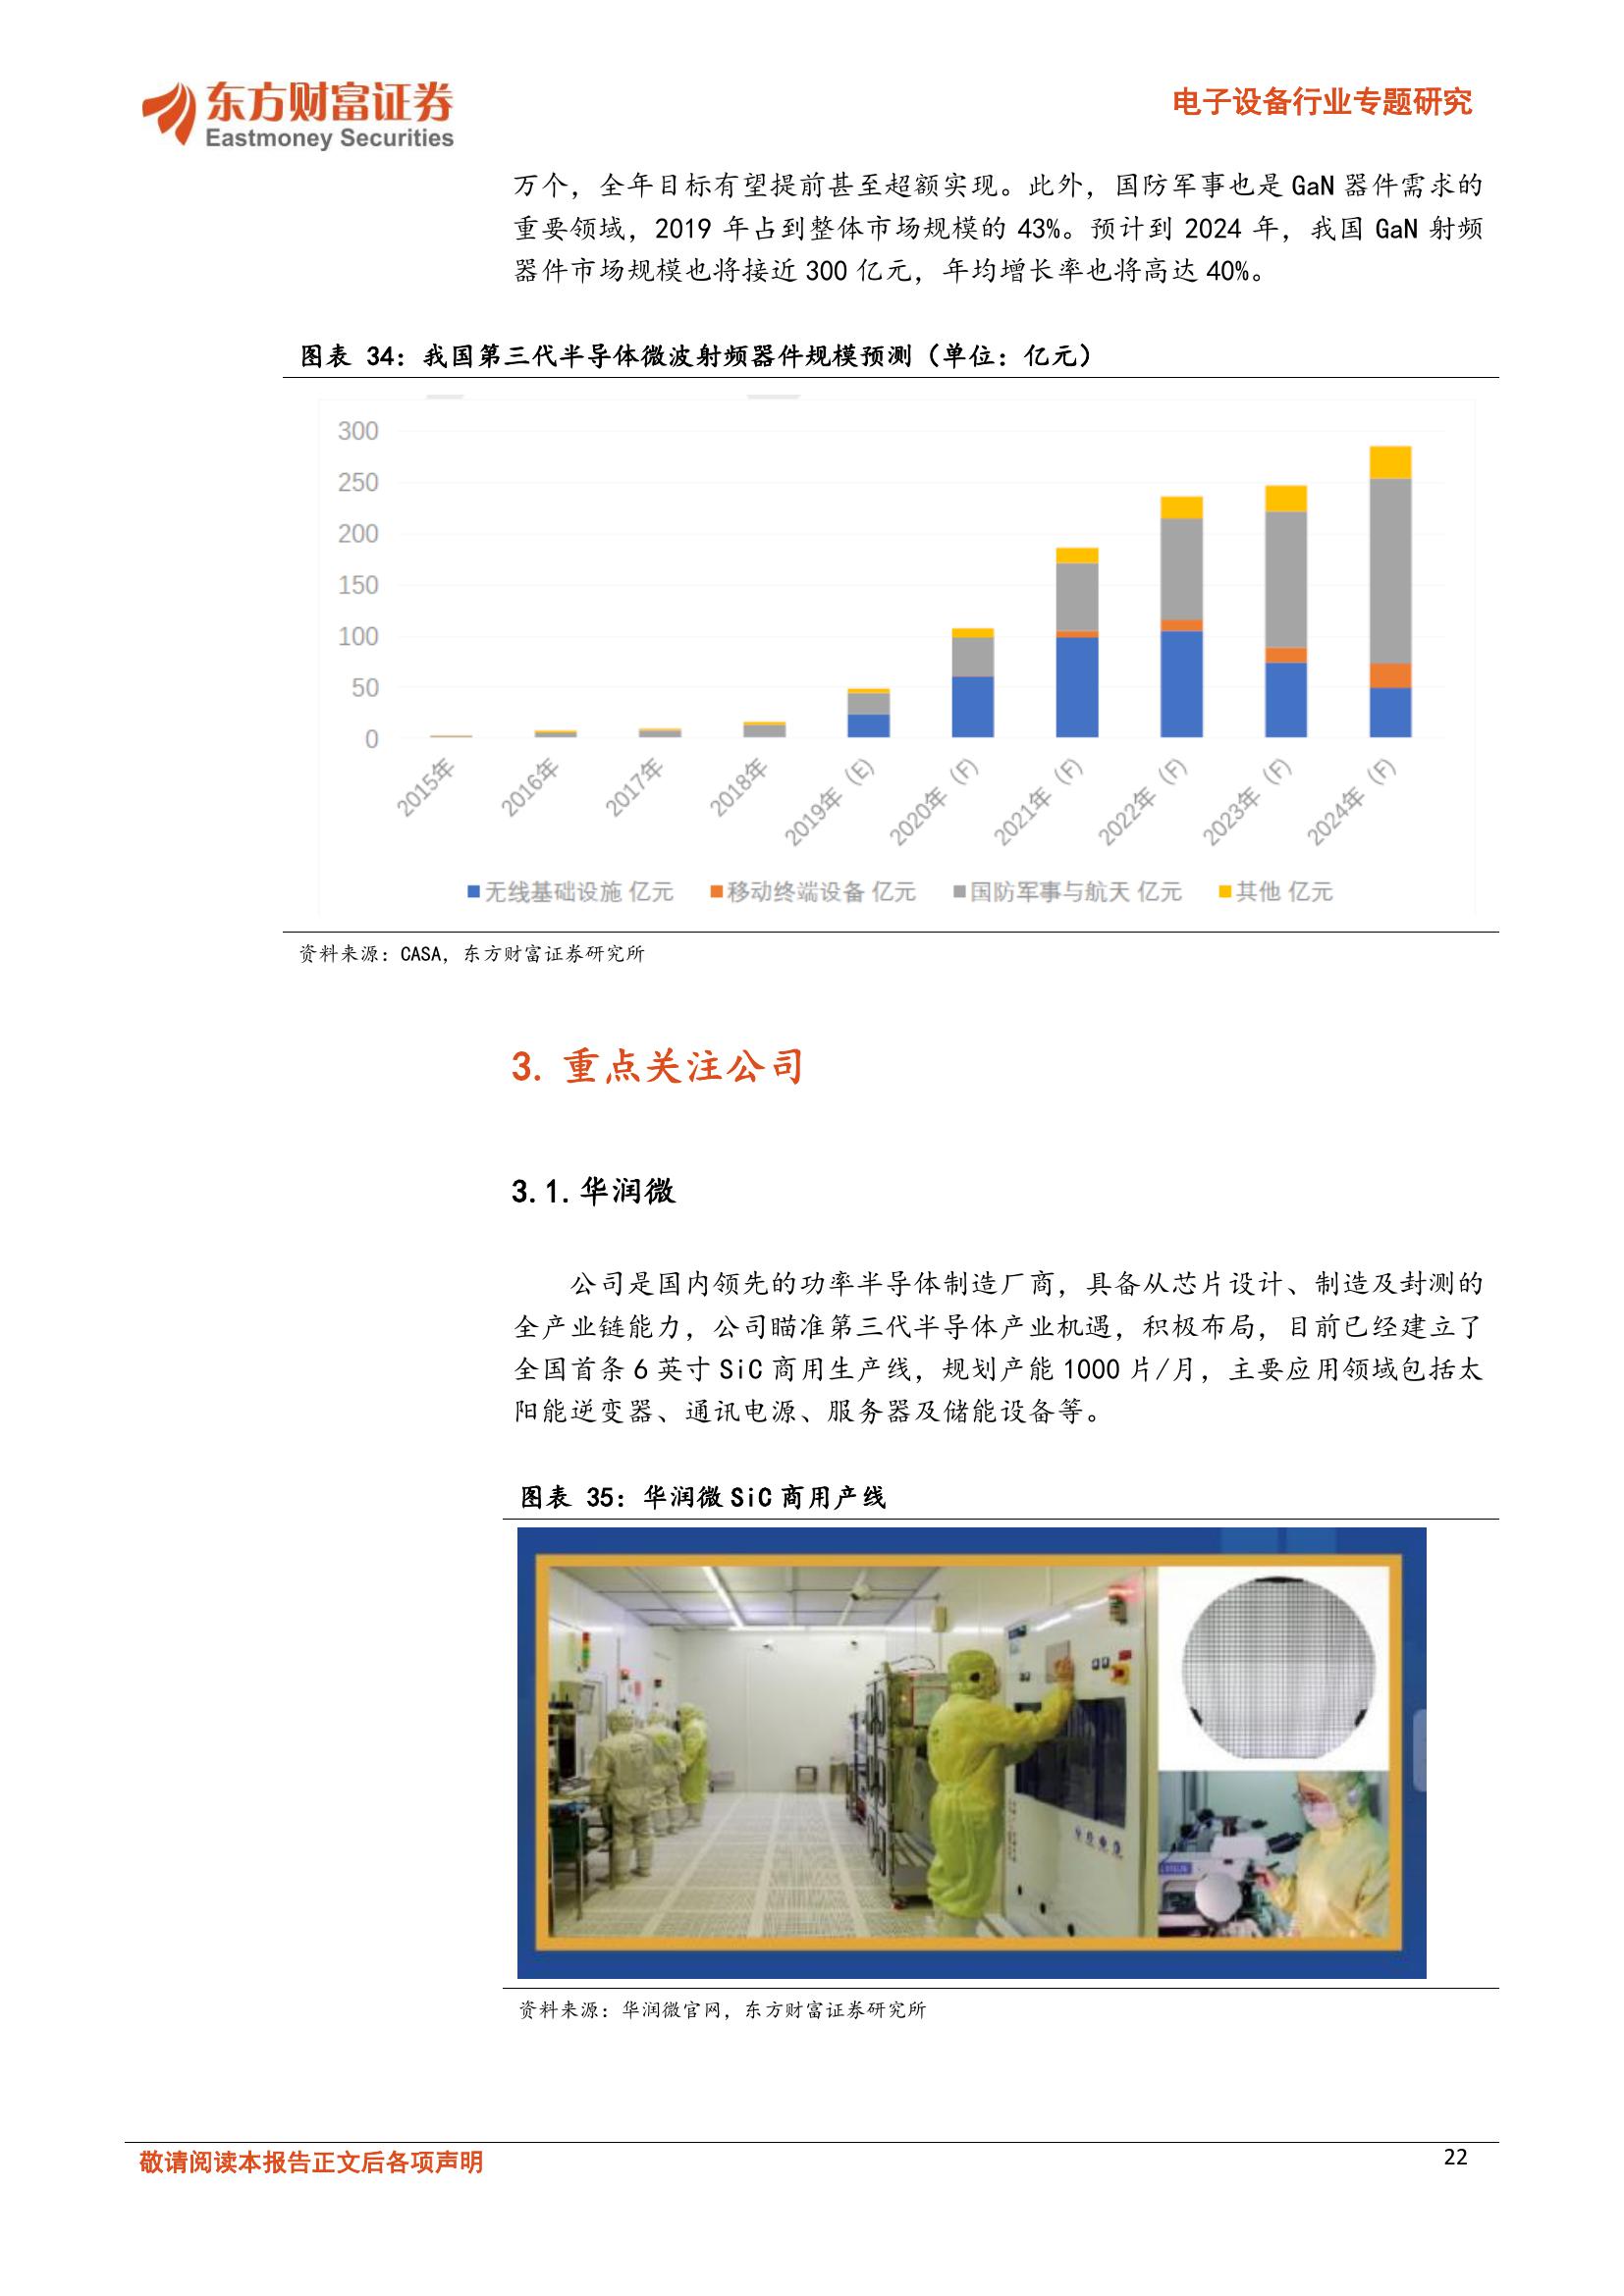 东方财富证券
Eastmoney Securities
电子设备行业专题研究
万个，全年目标有望提前甚至超额实现。此外，国防军事也是 GaN 器件需求的
重要领域，2019 年占到整体市场规模的 43%。预计到 2024 年，我国 GaN 射频
器件市场规模也将接近 300 亿元，年均增长率也将高达 40%。
图表 34：我国第三代半导体微波射频器件规模预测（单位：亿元）
300
250
200
150
100
50
0
2015年 2016年 2017年 2018年 2019年（E） 2020年（F） 2021年（F） 2022年（F） 2023年（F） 2024年（F）
无线基础设施 亿元 移动终端设备 亿元 国防军事与航天 亿元 其他 亿元
资料来源：CASA，东方财富证券研究所
3. 重点关注公司
3.1.华润微
公司是国内领先的功率半导体制造厂商，具备从芯片设计、制造及封测的
全产业链能力，公司瞄准第三代半导体产业机遇，积极布局，目前已经建立了
全国首条 6 英寸 SiC 商用生产线，规划产能 1000 片/月，主要应用领域包括太
阳能逆变器、通讯电源、服务器及储能设备等。
图表 35：华润微 SiC 商用产线
资料来源：华润微官网，东方财富证券研究所
敬请阅读本报告正文后各项声明
22